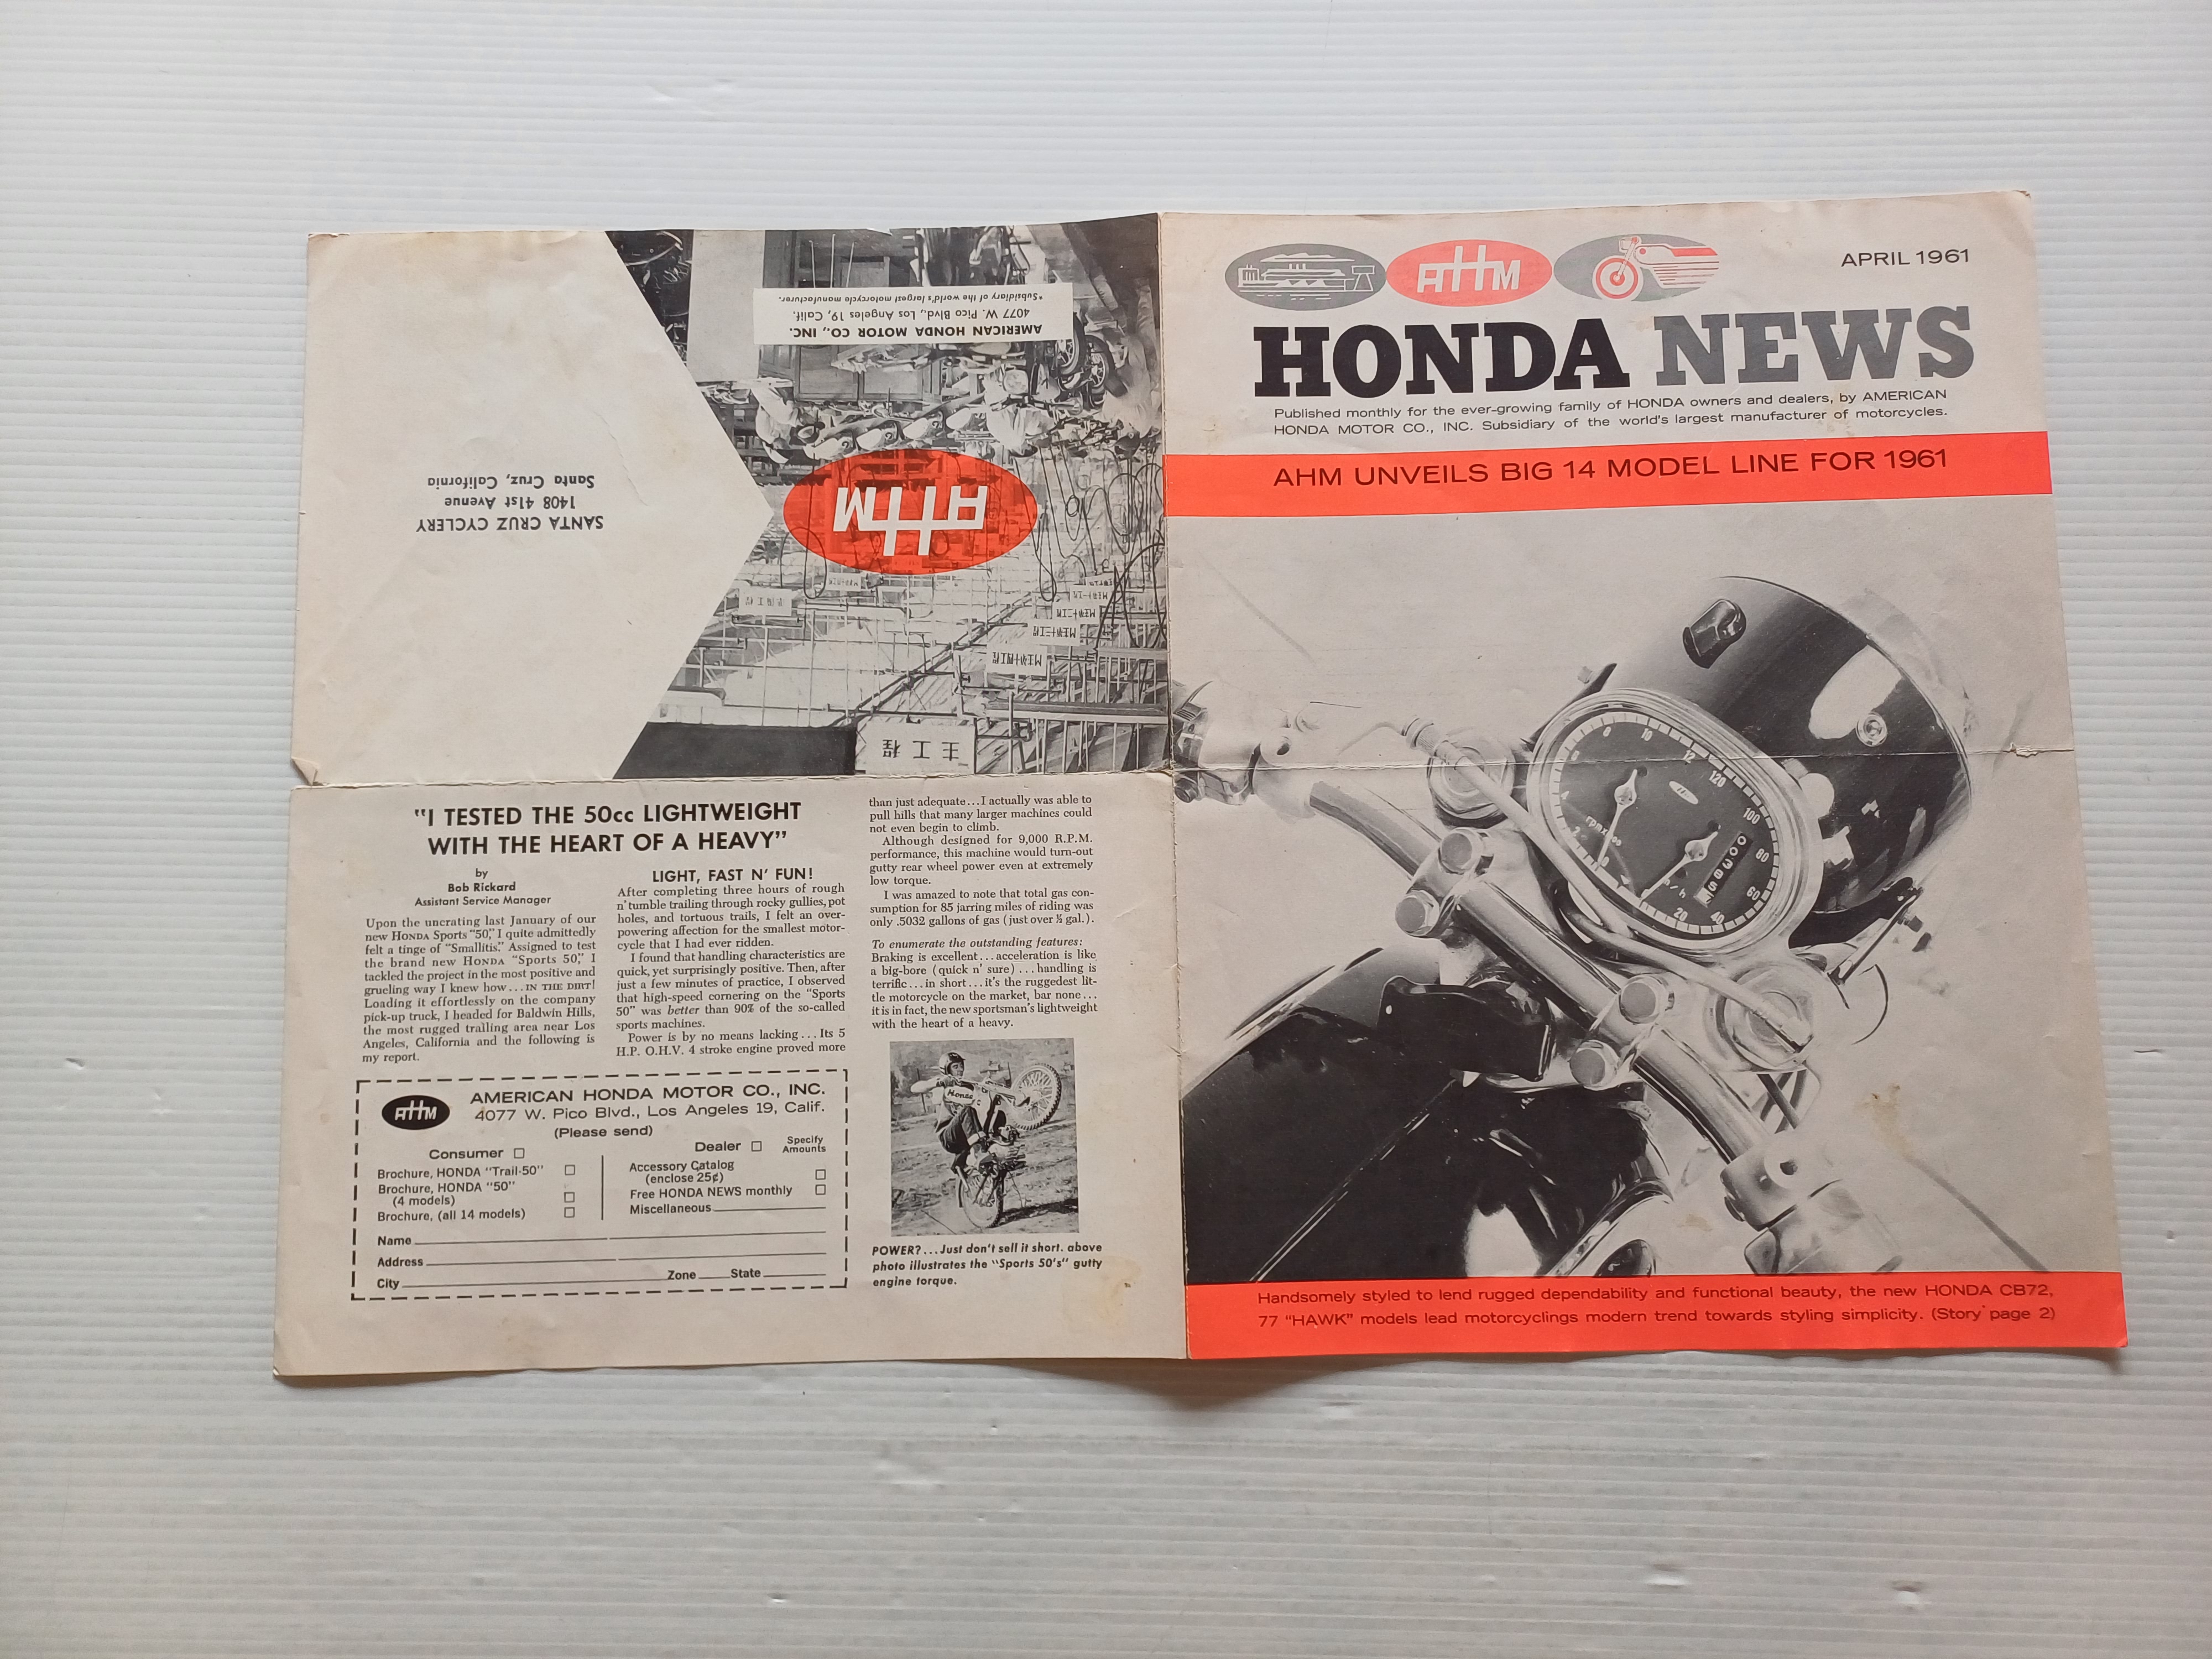 AHM
APRIL 1961
HONDA NEWS
Published monthly for the ever-growing family of HONDA owners and dealers, by AMERICAN
HONDA MOTOR CO., INC. Subsidiary of the world's largest manufacturer of motorcycles.
AHM UNVEILS BIG 14 MODEL LINE FOR 1961
0
10
12
120
100
80
60
40
20
Handsomely styled to lend rugged dependability and functional beauty, the new HONDA CB72,
77 "HAWK" models lead motorcyclings modern trend towards styling simplicity. (Story page 2)
主工程
AHM
AMERICAN HONDA MOTOR CO., INC.
4077 W. Pico Blvd., Los Angeles 19, Calif.
*Subsidiary of the world's largest motorcycle manufacturer.
SANTA CRUZ CYCLERY
1408 41st Avenue
Santa Cruz, California
"I TESTED THE 50cc LIGHTWEIGHT
WITH THE HEART OF A HEAVY"
by
Bob Rickard
Assistant Service Manager
Upon the uncrating last January of our
new HONDA Sports "50," I quite admittedly
felt a tinge of "Smallitis." Assigned to test
the brand new HONDA "Sports 50," I
tackled the project in the most positive and
grueling way I knew how...IN THE DIRT!
Loading it effortlessly on the company
pick-up truck, I headed for Baldwin Hills,
the most rugged trailing area near Los
Angeles, California and the following is
my report.
LIGHT, FAST N' FUN!
After completing three hours of rough
n' tumble trailing through rocky gullies, pot
holes, and tortuous trails, I felt an over-
powering affection for the smallest motor-
cycle that I had ever ridden.
I found that handling characteristics are
quick, yet surprisingly positive. Then, after
just a few minutes of practice, I observed
that high-speed cornering on the "Sports
50" was better than 90% of the so-called
sports machines.
Power is by no means lacking...Its 5
H.P. O.H.V. 4 stroke engine proved more
than just adequate...I actually was able to
pull hills that many larger machines could
not even begin to climb.
Although designed for 9,000 R.P.M.
performance, this machine would turn-out
gutty rear wheel power even at extremely
low torque.
I was amazed to note that total gas con-
sumption for 85 jarring miles of riding was
only .5032 gallons of gas (just over ½ gal.).
To enumerate the outstanding features:
Braking is excellent...acceleration is like
a big-bore (quick n' sure)...handling is
terrific...in short...it's the ruggedest lit-
tle motorcycle on the market, bar none...
it is in fact, the new sportsman's lightweight
with the heart of a heavy.
Honda
POWER?...Just don't sell it short. above
photo illustrates the "Sports 50's" gutty
engine torque.
AHM
AMERICAN HONDA MOTOR CO., INC.
4077 W. Pico Blvd., Los Angeles 19, Calif.
(Please send)
Consumer
Dealer
Specify
Amounts
Brochure, HONDA "Trail-50"
Brochure, HONDA "50"
(4 models)
Brochure, (all 14 models)
Accessory Catalog
(enclose 25¢)
Free HONDA NEWS monthly
Miscellaneous
Name
Address
City Zone State